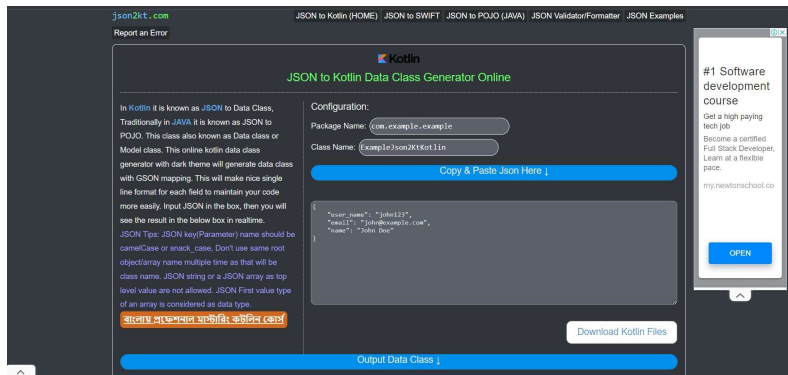 json2kt.com
JSON to Kotlin (HOME) JSON to SWIFT JSON to POJO (JAVA) JSON Validator/Formatter JSON Examples
Report an Error
Kotlin
JSON to Kotlin Data Class Generator Online
In Kotlin it is known as JSON to Data Class,
Traditionally in JAVA it is known as JSON to
POJO. This class also known as Data class or
Model class. This online kotlin data class
generator with dark theme will generate data class
with GSON mapping. This will make nice single
line format for each field to maintain your code
more easily. Input JSON in the box, then you will
see the result in the below box in realtime.
JSON Tips: JSON key(Parameter) name should be
camelCase or snack_case, Don't use same root
object/array name multiple time as that will be
class name. JSON string or a JSON array as top
level value are not allowed. JSON First value type
of an array is considered as data type.
বাংলায় প্রফেশনাল মাস্টারিং কটলিন কোর্স
Configuration:
Package Name: com.example.example
Class Name: ExampleJson2KtKotlin
Copy & Paste Json Here ↓
{
"user_name": "john123",
"email": "john@example.com",
"name": "John Doe"
}
Download Kotlin Files
Output Data Class ↓
#1 Software
development
course
Get a high paying
tech job
Become a certified
Full Stack Developer,
Learn at a flexible
pace.
my.newtonschool.co
OPEN